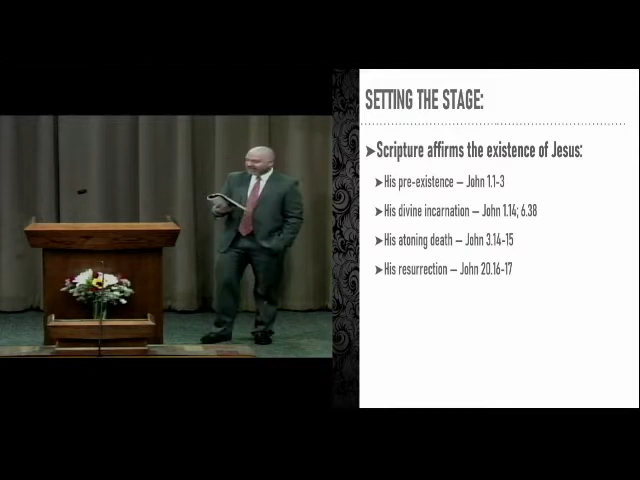 SETTING THE STAGE:
➤Scripture affirms the existence of Jesus:
➤His pre-existence – John 1.1-3
➤His divine incarnation – John 1.14; 6.38
➤His atoning death – John 3.14-15
➤His resurrection – John 20.16-17